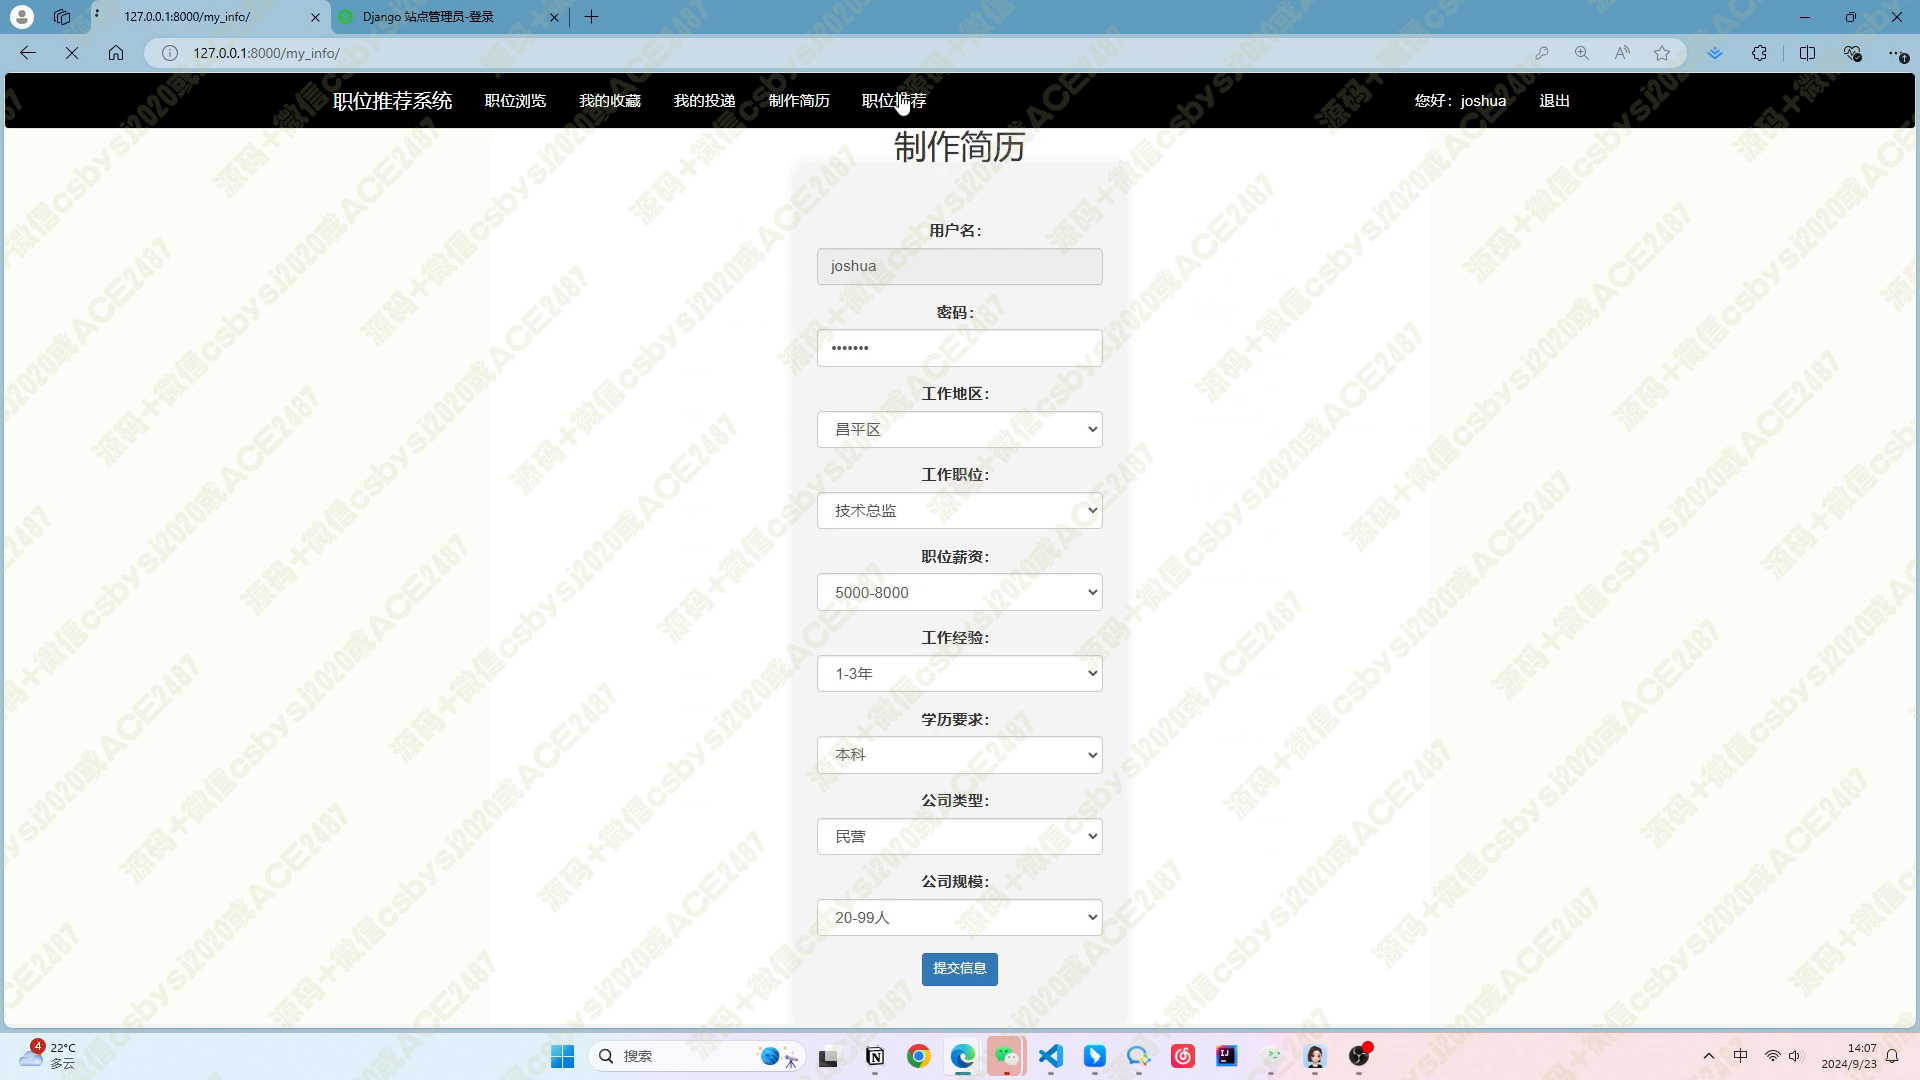 127.0.0.1:8000/my_info/
Django 站点管理员-登录
127.0.0.1:8000/my_info/
职位推荐系统 职位浏览 我的收藏 我的投递 制作简历 职位推荐 您好：joshua 退出
制作简历
用户名：
joshua
密码：
•••••••
工作地区：
昌平区
工作职位：
技术总监
职位薪资：
5000-8000
工作经验：
1-3年
学历要求：
本科
公司类型：
民营
公司规模：
20-99人
提交信息
源码+微信csbysj2020或ACE2487
4
22°C
多云
搜索
中
14:07
2024/9/23